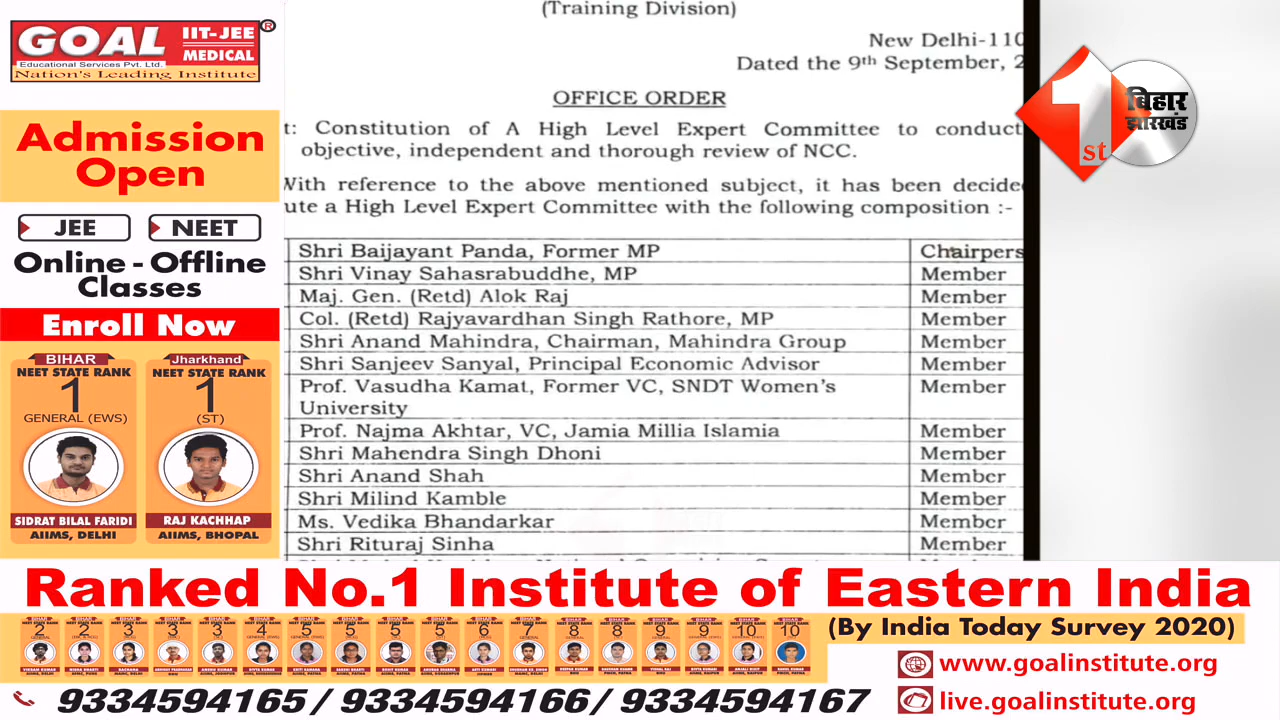 GOAL
®
IIT-JEE
MEDICAL
Educational Services Pvt. Ltd.
Nation's Leading Institute
Admission
Open
JEE
NEET
Online - Offline
Classes
Enroll Now
BIHAR
NEET STATE RANK
1
GENERAL (EWS)
SIDRAT BILAL FARIDI
AIIMS, DELHI
Jharkhand
NEET STATE RANK
1
(ST)
RAJ KACHHAP
AIIMS, BHOPAL
(Training Division)
New Delhi-110
Dated the 9th September, 2
OFFICE ORDER
t: Constitution of A High Level Expert Committee to conduct
objective, independent and thorough review of NCC.
With reference to the above mentioned subject, it has been decide
ute a High Level Expert Committee with the following composition :-
Shri Baijayant Panda, Former MP Chairpers
Shri Vinay Sahasrabuddhe, MP Member
Maj. Gen. (Retd) Alok Raj Member
Col. (Retd) Rajyavardhan Singh Rathore, MP Member
Shri Anand Mahindra, Chairman, Mahindra Group Member
Shri Sanjeev Sanyal, Principal Economic Advisor Member
Prof. Vasudha Kamat, Former VC, SNDT Women's Member
University
Prof. Najma Akhtar, VC, Jamia Millia Islamia Member
Shri Mahendra Singh Dhoni Member
Shri Anand Shah Member
Shri Milind Kamble Member
Ms. Vedika Bhandarkar Member
Shri Rituraj Sinha Member
1st
बिहार
झारखंड
Ranked No.1 Institute of Eastern India
(By India Today Survey 2020)
9334594165 / 9334594166 / 9334594167
www.goalinstitute.org
live.goalinstitute.org